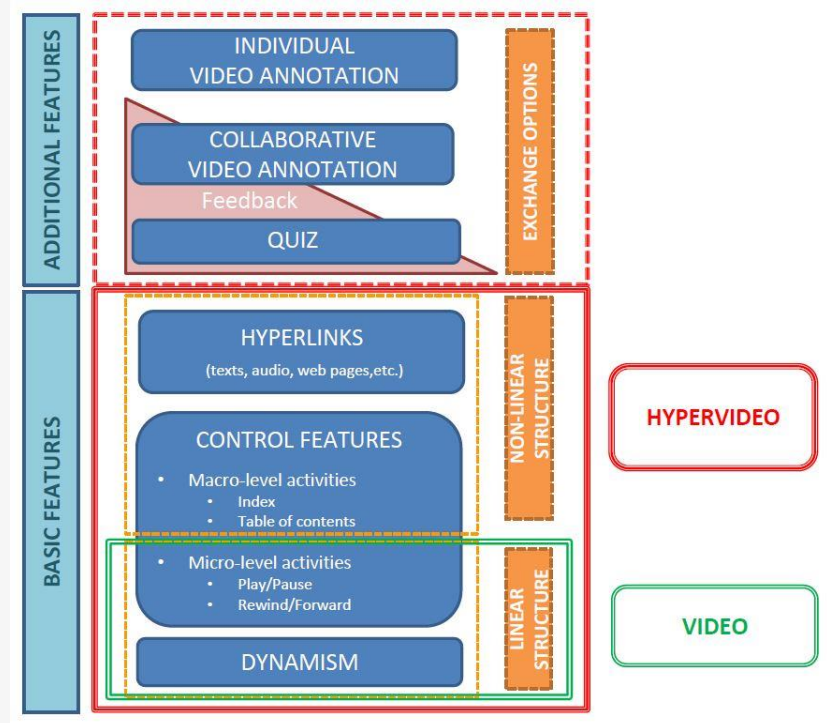 ADDITIONAL FEATURES
INDIVIDUAL
VIDEO ANNOTATION
COLLABORATIVE
VIDEO ANNOTATION
Feedback
QUIZ
EXCHANGE OPTIONS
BASIC FEATURES
HYPERLINKS
(texts, audio, web pages,etc.)
CONTROL FEATURES
• Macro-level activities
• Index
• Table of contents
• Micro-level activities
• Play/Pause
• Rewind/Forward
DYNAMISM
NON-LINEAR
STRUCTURE
LINEAR
STRUCTURE
HYPERVIDEO
VIDEO